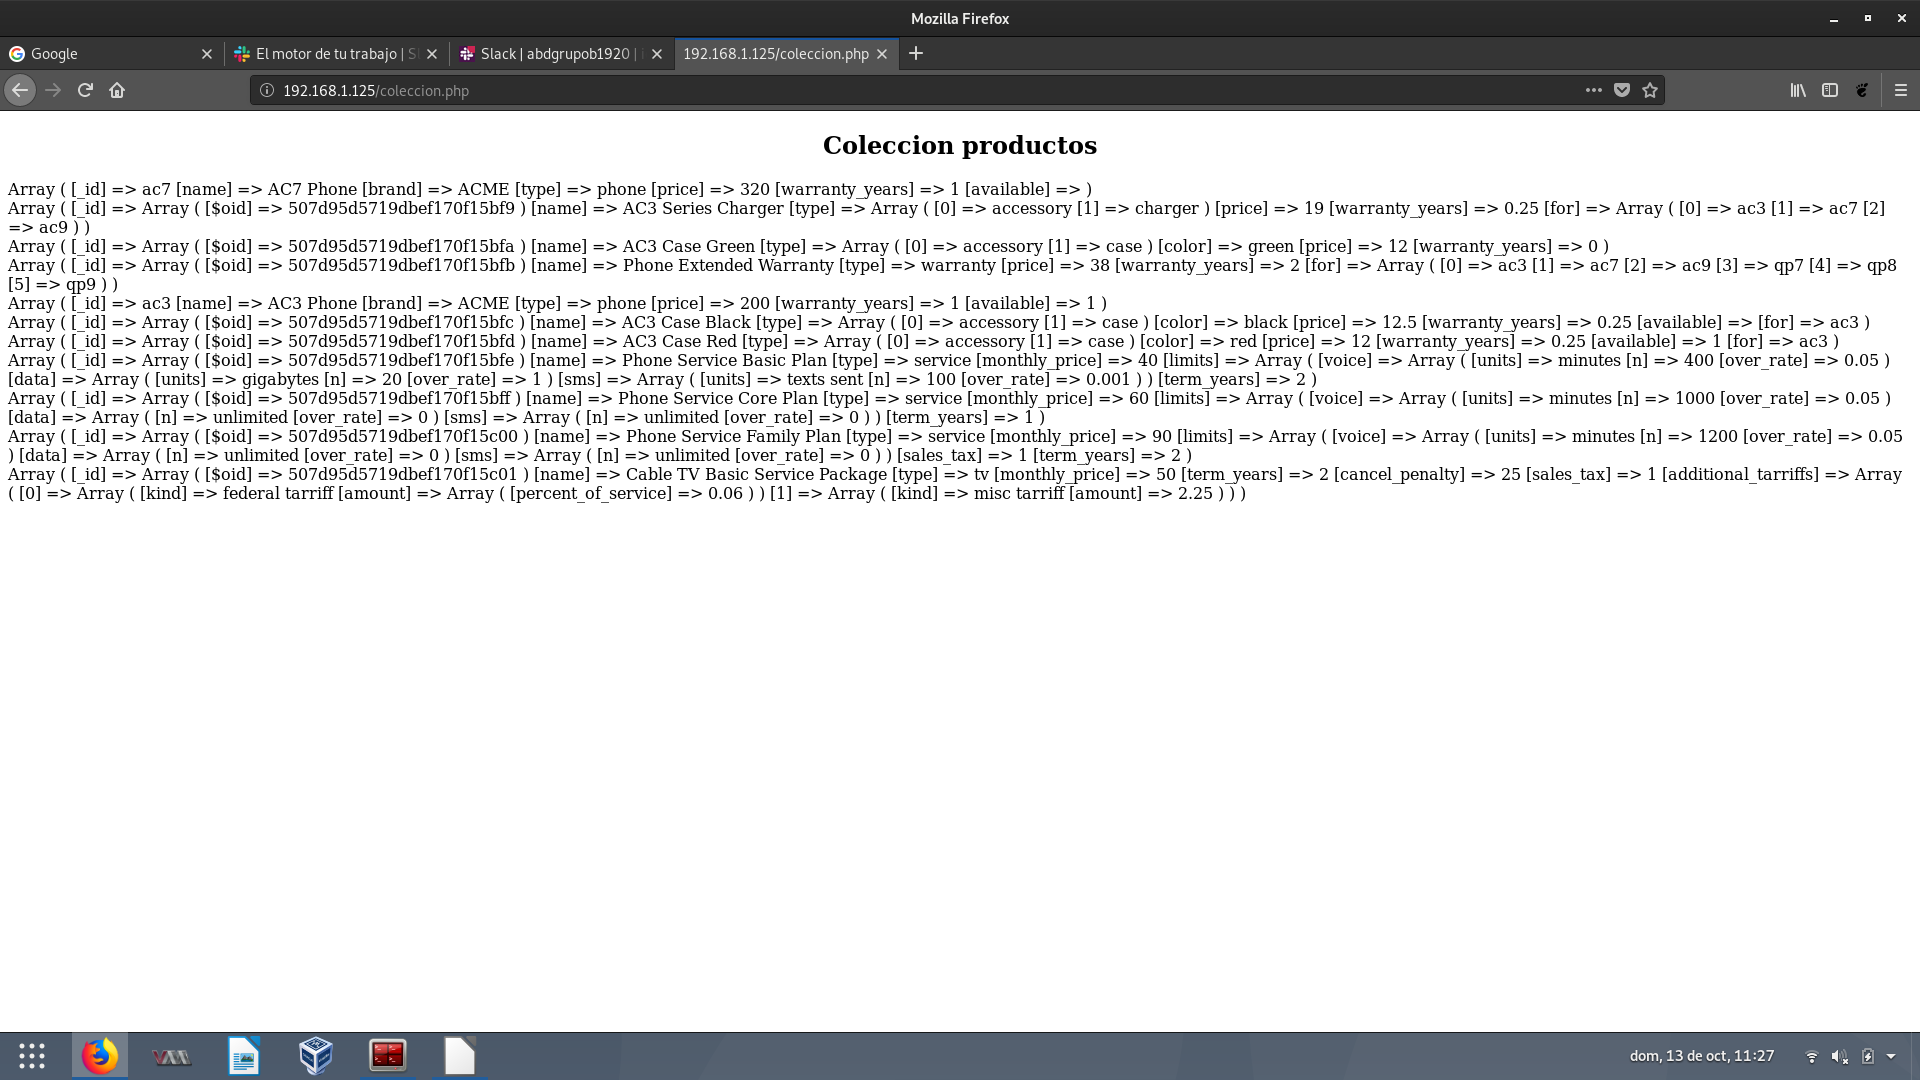 Mozilla Firefox
Google
El motor de tu trabajo | S
Slack | abdgrupob1920 |
192.168.1.125/coleccion.php
192.168.1.125/coleccion.php
Coleccion productos
Array ( [_id] => ac7 [name] => AC7 Phone [brand] => ACME [type] => phone [price] => 320 [warranty_years] => 1 [available] => )
Array ( [_id] => Array ( [$oid] => 507d95d5719dbef170f15bf9 ) [name] => AC3 Series Charger [type] => Array ( [0] => accessory [1] => charger ) [price] => 19 [warranty_years] => 0.25 [for] => Array ( [0] => ac3 [1] => ac7 [2]
=> ac9 ) )
Array ( [_id] => Array ( [$oid] => 507d95d5719dbef170f15bfa ) [name] => AC3 Case Green [type] => Array ( [0] => accessory [1] => case ) [color] => green [price] => 12 [warranty_years] => 0 )
Array ( [_id] => Array ( [$oid] => 507d95d5719dbef170f15bfb ) [name] => Phone Extended Warranty [type] => warranty [price] => 38 [warranty_years] => 2 [for] => Array ( [0] => ac3 [1] => ac7 [2] => ac9 [3] => qp7 [4] => qp8
[5] => qp9 ) )
Array ( [_id] => ac3 [name] => AC3 Phone [brand] => ACME [type] => phone [price] => 200 [warranty_years] => 1 [available] => 1 )
Array ( [_id] => Array ( [$oid] => 507d95d5719dbef170f15bfc ) [name] => AC3 Case Black [type] => Array ( [0] => accessory [1] => case ) [color] => black [price] => 12.5 [warranty_years] => 0.25 [available] => [for] => ac3 )
Array ( [_id] => Array ( [$oid] => 507d95d5719dbef170f15bfd ) [name] => AC3 Case Red [type] => Array ( [0] => accessory [1] => case ) [color] => red [price] => 12 [warranty_years] => 0.25 [available] => 1 [for] => ac3 )
Array ( [_id] => Array ( [$oid] => 507d95d5719dbef170f15bfe ) [name] => Phone Service Basic Plan [type] => service [monthly_price] => 40 [limits] => Array ( [voice] => Array ( [units] => minutes [n] => 400 [over_rate] => 0.05 )
[data] => Array ( [units] => gigabytes [n] => 20 [over_rate] => 1 ) [sms] => Array ( [units] => texts sent [n] => 100 [over_rate] => 0.001 ) ) [term_years] => 2 )
Array ( [_id] => Array ( [$oid] => 507d95d5719dbef170f15bff ) [name] => Phone Service Core Plan [type] => service [monthly_price] => 60 [limits] => Array ( [voice] => Array ( [units] => minutes [n] => 1000 [over_rate] => 0.05 )
[data] => Array ( [n] => unlimited [over_rate] => 0 ) [sms] => Array ( [n] => unlimited [over_rate] => 0 ) ) [term_years] => 1 )
Array ( [_id] => Array ( [$oid] => 507d95d5719dbef170f15c00 ) [name] => Phone Service Family Plan [type] => service [monthly_price] => 90 [limits] => Array ( [voice] => Array ( [units] => minutes [n] => 1200 [over_rate] => 0.05
) [data] => Array ( [n] => unlimited [over_rate] => 0 ) [sms] => Array ( [n] => unlimited [over_rate] => 0 ) ) [sales_tax] => 1 [term_years] => 2 )
Array ( [_id] => Array ( [$oid] => 507d95d5719dbef170f15c01 ) [name] => Cable TV Basic Service Package [type] => tv [monthly_price] => 50 [term_years] => 2 [cancel_penalty] => 25 [sales_tax] => 1 [additional_tarriffs] => Array
( [0] => Array ( [kind] => federal tarriff [amount] => Array ( [percent_of_service] => 0.06 ) ) [1] => Array ( [kind] => misc tarriff [amount] => 2.25 ) ) )
dom, 13 de oct, 11:27